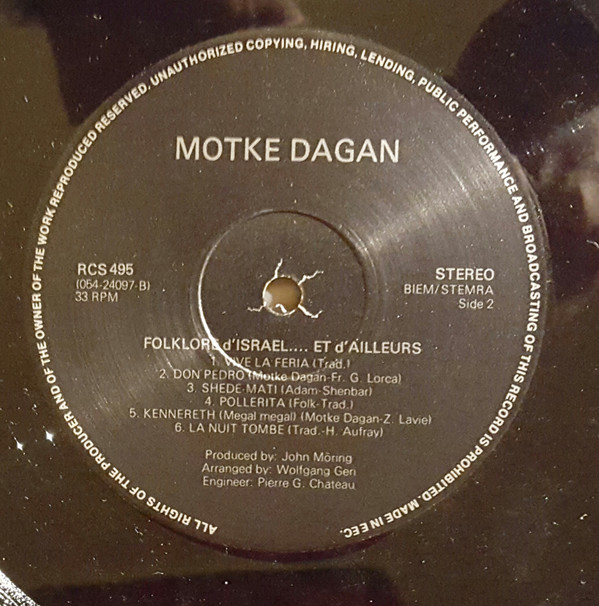 ALL RIGHTS OF THE PRODUCER AND OF THE OWNER OF THE WORK REPRODUCED RESERVED. UNAUTHORIZED COPYING, HIRING, LENDING, PUBLIC PERFORMANCE AND BROADCASTING OF THIS RECORD IS PROHIBITED. MADE IN EEC.
MOTKE DAGAN
RCS 495
(054-24097-B)
33 RPM
STEREO
BIEM/STEMRA
Side 2
FOLKLORE d'ISRAEL.... ET d'AILLEURS
1. VIVE LA FERIA (Trad.)
2. DON PEDRO (Motke Dagan-Fr. G. Lorca)
3. SHEDE-MATI (Adam-Shenbar)
4. POLLERITA (Folk-Trad.)
5. KENNERETH (Megal megal) (Motke Dagan-Z. Lavie)
6. LA NUIT TOMBE (Trad.-H. Aufray)
Produced by: John Möring
Arranged by: Wolfgang Geri
Engineer: Pierre G. Chateau